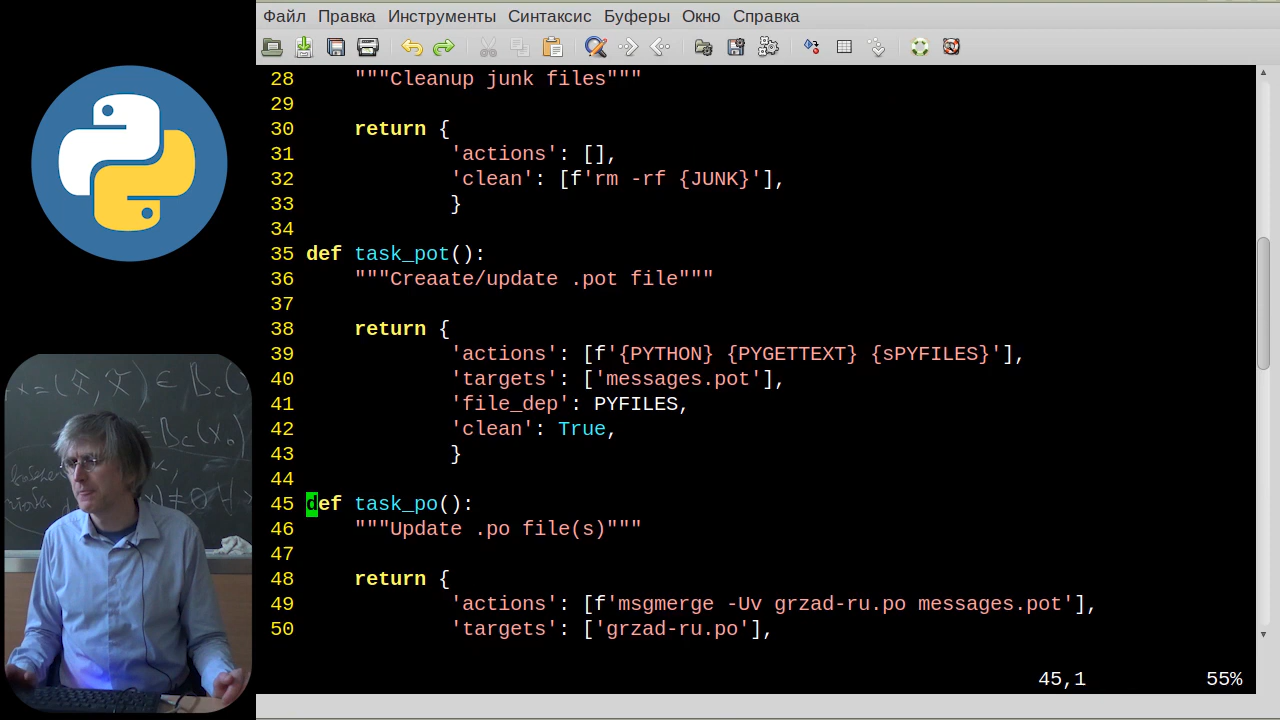 Файл Правка Инструменты Синтаксис Буферы Окно Справка
28     """Cleanup junk files"""
29
30     return {
31             'actions': [],
32             'clean': [f'rm -rf {JUNK}'],
33             }
34
35 def task_pot():
36     """Creaate/update .pot file"""
37
38     return {
39             'actions': [f'{PYTHON} {PYGETTEXT} {sPYFILES}'],
40             'targets': ['messages.pot'],
41             'file_dep': PYFILES,
42             'clean': True,
43             }
44
45 def task_po():
46     """Update .po file(s)"""
47
48     return {
49             'actions': [f'msgmerge -Uv grzad-ru.po messages.pot'],
50             'targets': ['grzad-ru.po'],
45,1 55%